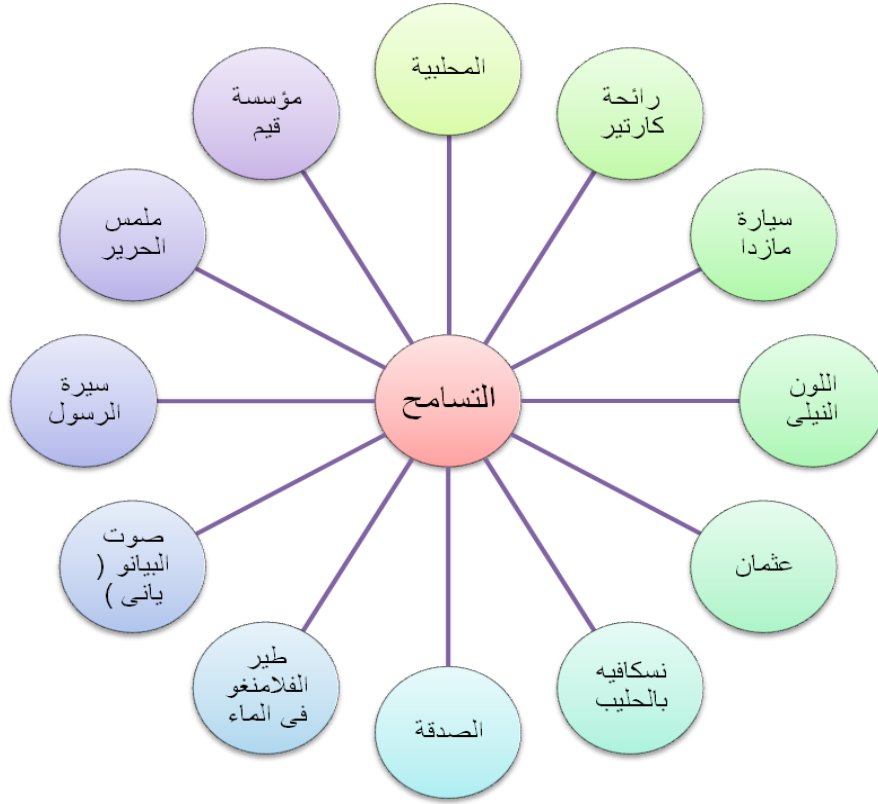 المحلبية
رائحة
كارتير
سيارة
مازدا
اللون
النيلى
عثمان
نسكافيه
بالحليب
الصدقة
طير
الفلامنغو
فى الماء
صوت
البيانو (
يانى )
سيرة
الرسول
ملمس
الحرير
مؤسسة
قيم
التسامح